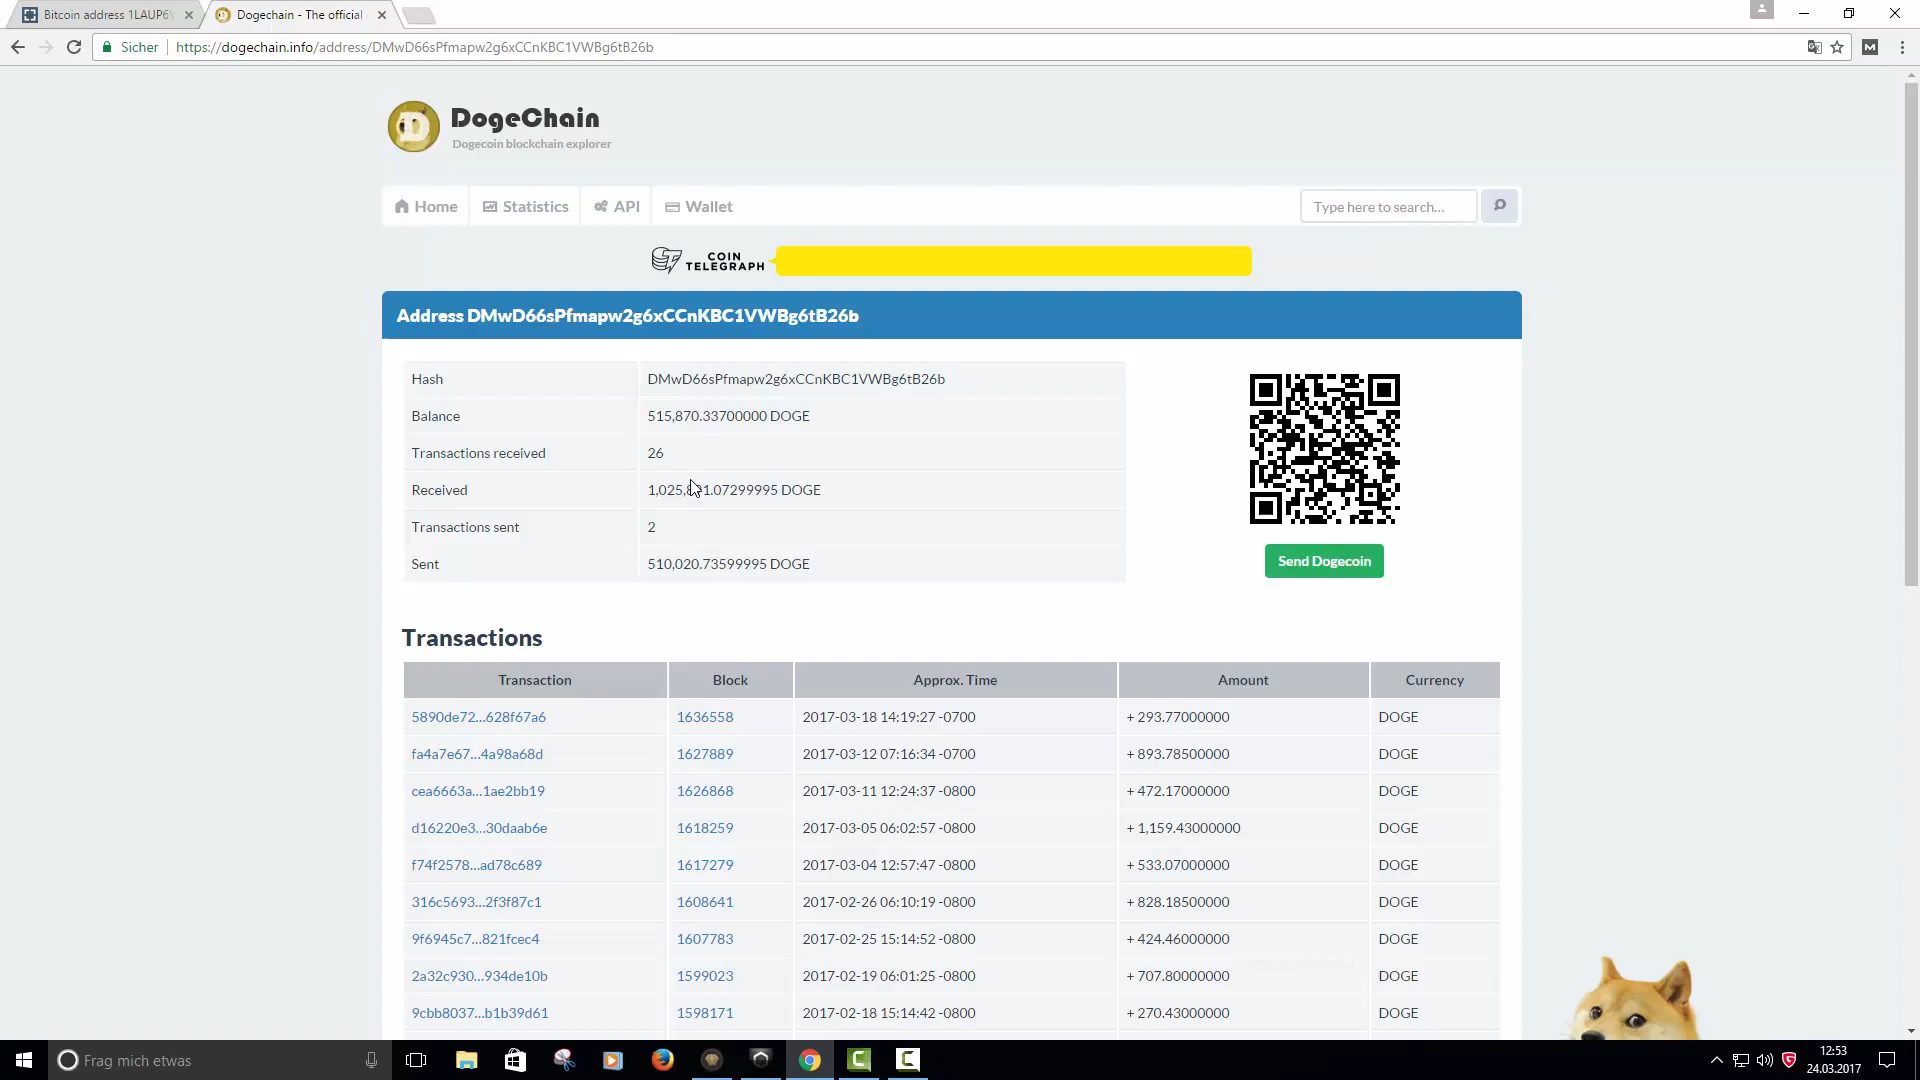 Bitcoin address 1LAUP6
Dogechain - The official
Sicher
https://dogechain.info/address/DMwD66sPfmapw2g6xCCnKBC1VWBg6tB26b
DogeChain
Dogecoin blockchain explorer
Home Statistics API Wallet Type here to search...
COIN
TELEGRAPH
Address DMwD66sPfmapw2g6xCCnKBC1VWBg6tB26b
Hash DMwD66sPfmapw2g6xCCnKBC1VWBg6tB26b
Balance 515,870.33700000 DOGE
Transactions received 26
Received 1,025, 1.07299995 DOGE
Transactions sent 2
Sent 510,020.73599995 DOGE
Send Dogecoin
Transactions
Transaction Block Approx. Time Amount Currency
5890de72...628f67a6 1636558 2017-03-18 14:19:27 -0700 + 293.77000000 DOGE
fa4a7e67...4a98a68d 1627889 2017-03-12 07:16:34 -0700 + 893.78500000 DOGE
cea6663a...1ae2bb19 1626868 2017-03-11 12:24:37 -0800 + 472.17000000 DOGE
d16220e3...30daab6e 1618259 2017-03-05 06:02:57 -0800 + 1,159.43000000 DOGE
f74f2578...ad78c689 1617279 2017-03-04 12:57:47 -0800 + 533.07000000 DOGE
316c5693...2f3f87c1 1608641 2017-02-26 06:10:19 -0800 + 828.18500000 DOGE
9f6945c7...821fcec4 1607783 2017-02-25 15:14:52 -0800 + 424.46000000 DOGE
2a32c930...934de10b 1599023 2017-02-19 06:01:25 -0800 + 707.80000000 DOGE
9cbb8037...b1b39d61 1598171 2017-02-18 15:14:42 -0800 + 270.43000000 DOGE
Frag mich etwas
12:53
24.03.2017